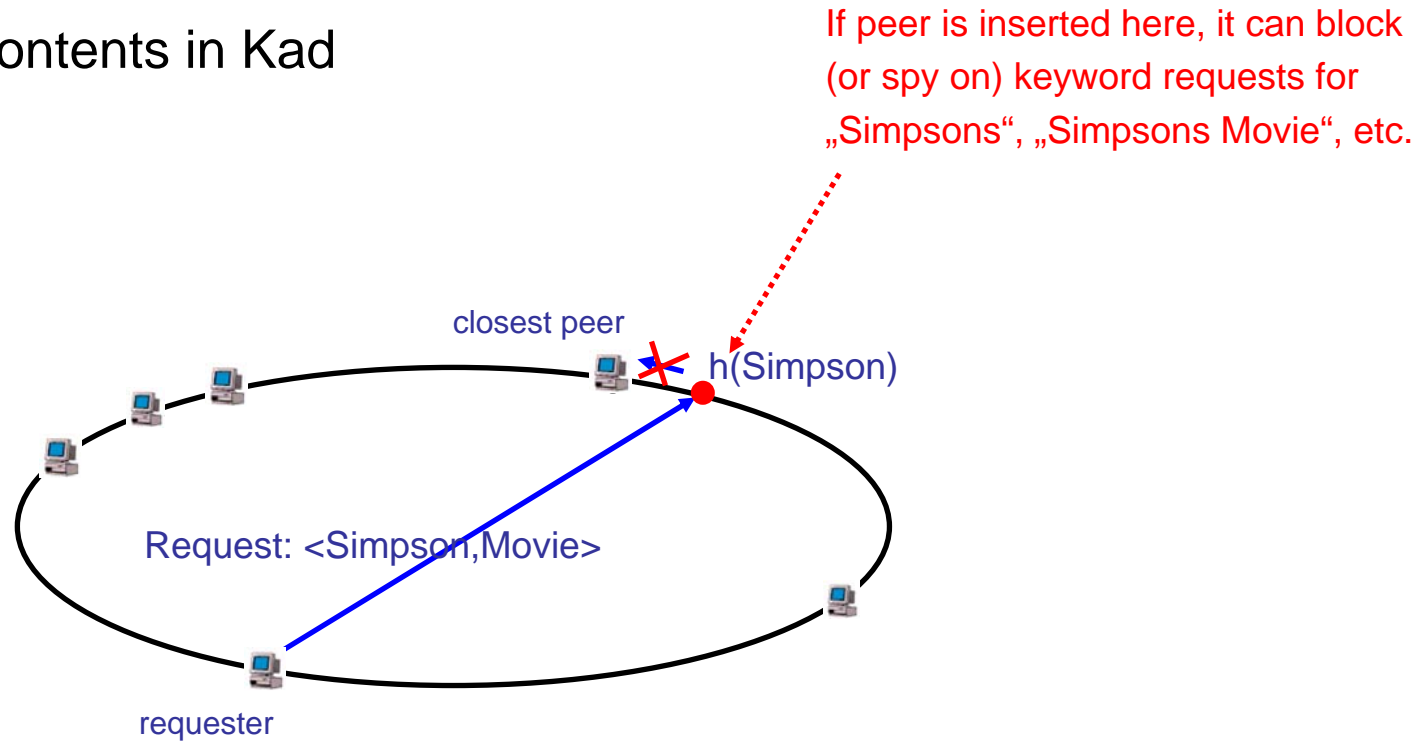 ontents in Kad
If peer is inserted here, it can block
(or spy on) keyword requests for
„Simpsons“, „Simpsons Movie“, etc.
closest peer
h(Simpson)
Request: <Simpson,Movie>
requester